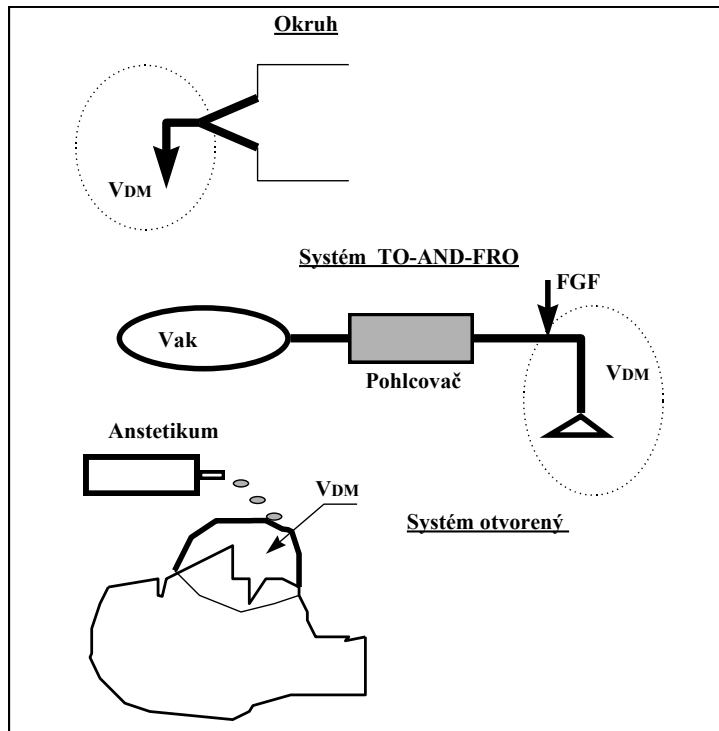 Okruh
VDM
Systém TO-AND-FRO
FGF
Vak
VDM
Pohlcovač
Anstetikum
VDM
Systém otvorený